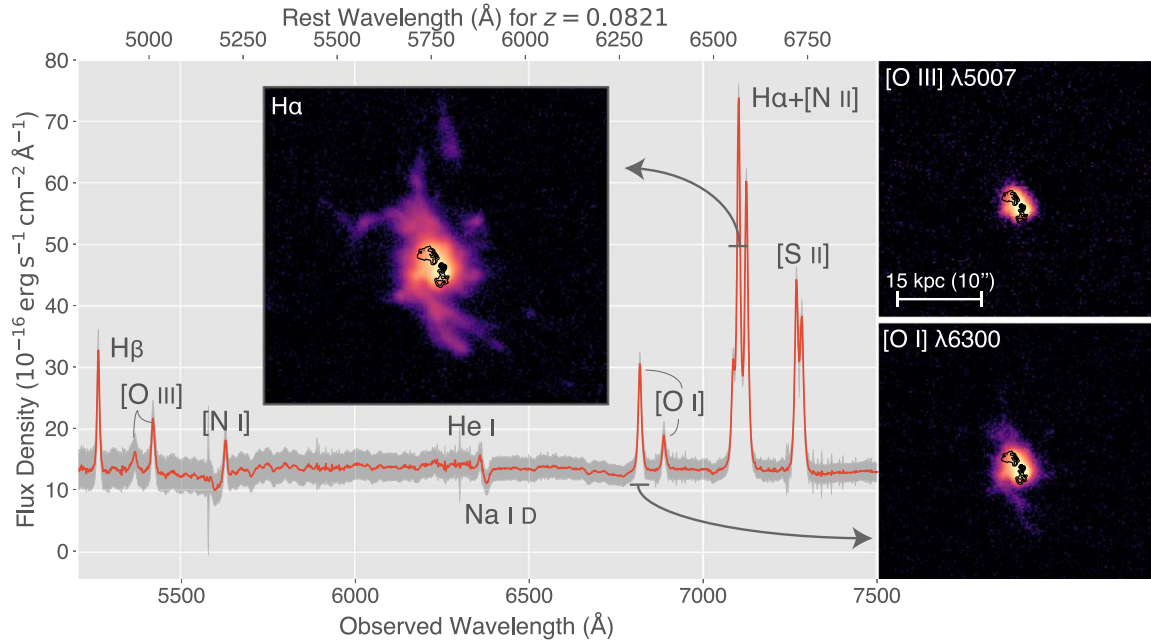 Rest Wavelength (Å) for z = 0.0821
5000 5250 5500 5750 6000 6250 6500 6750
80
70
60
50
40
30
20
10
0
Flux Density (10⁻¹⁶ erg s⁻¹ cm⁻² Å⁻¹)
Hα
Hα+[N II]
[S II]
Hβ
[O III]
[N I]
He I
Na I D
[O I]
5500 6000 6500 7000 7500
Observed Wavelength (Å)
[O III] λ5007
15 kpc (10”)
[O I] λ6300